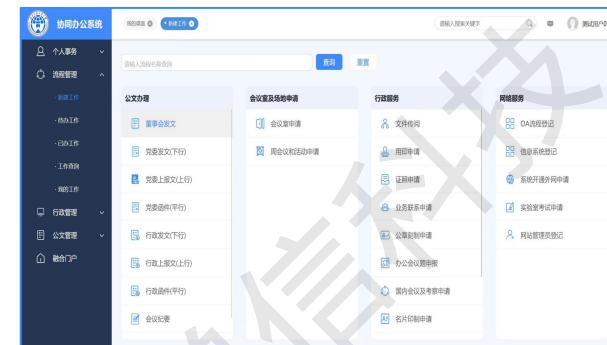 协同办公系统
我的桌面
• 新建工作
请输入搜索关键字
测试用户0
个人事务
请输入流程名称查询
查询
重置
流程管理
· 新建工作
· 待办工作
· 已办工作
· 工作查询
· 我的工作
行政管理
公文管理
融合门户
公文办理
董事会发文
党委发文(下行)
党委上报文(上行)
党委函件(平行)
行政发文(下行)
行政上报文(上行)
行政函件(平行)
会议纪要
会议室及场地申请
会议室申请
周会议和活动申请
行政服务
文件传阅
用印申请
证照申请
业务联系申请
公章刻制申请
办公会议题申报
国内会议及考察申请
名片印制申请
网络服务
OA流程登记
信息系统登记
系统开通外网申请
实验室考试申请
网站管理员登记
信科技